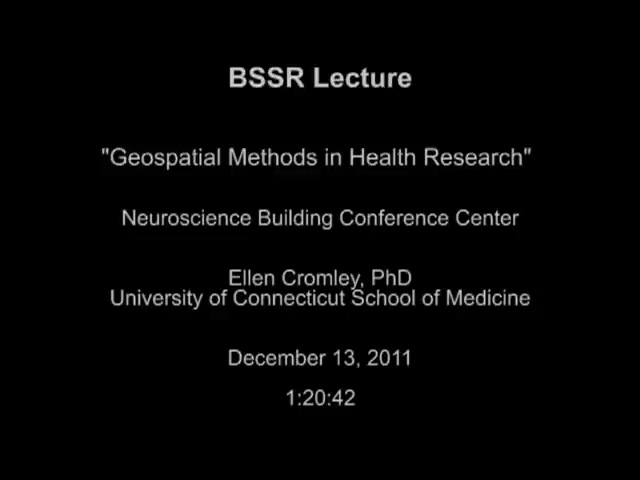 BSSR Lecture
"Geospatial Methods in Health Research"
Neuroscience Building Conference Center
Ellen Cromley, PhD
University of Connecticut School of Medicine
December 13, 2011
1:20:42